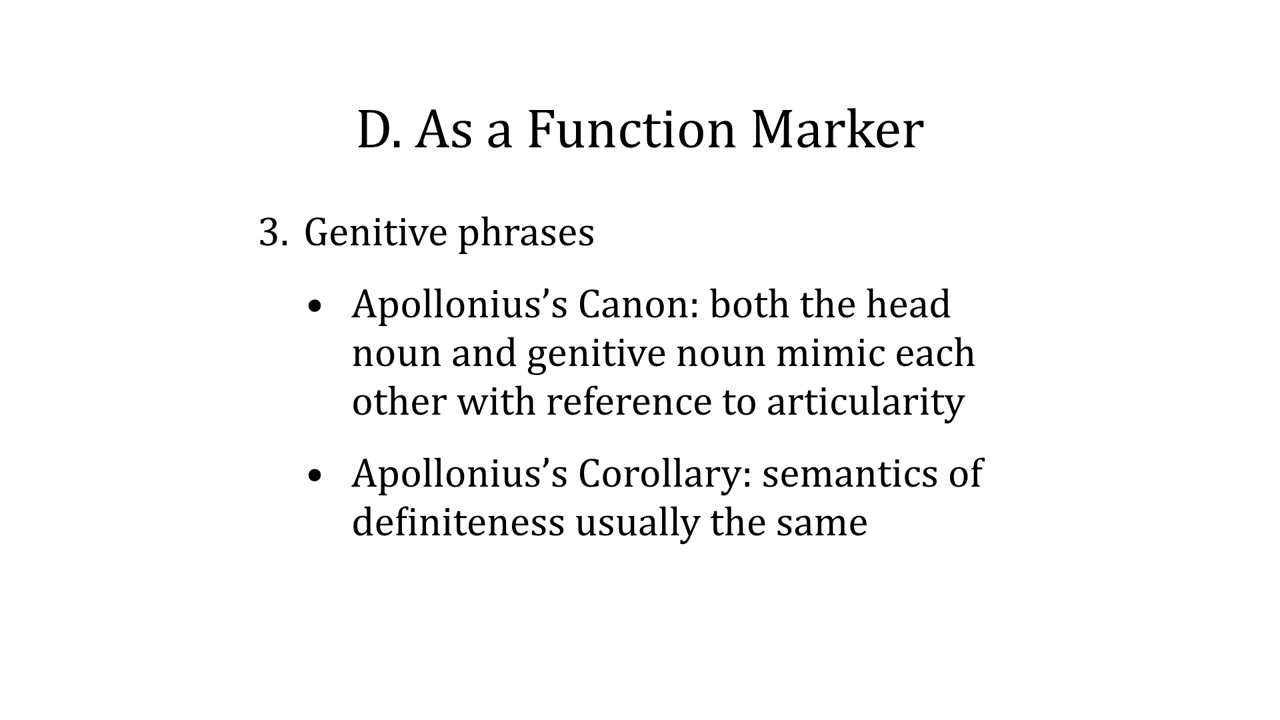 D. As a Function Marker
3. Genitive phrases
• Apollonius’s Canon: both the head
noun and genitive noun mimic each
other with reference to articularity
• Apollonius’s Corollary: semantics of
definiteness usually the same